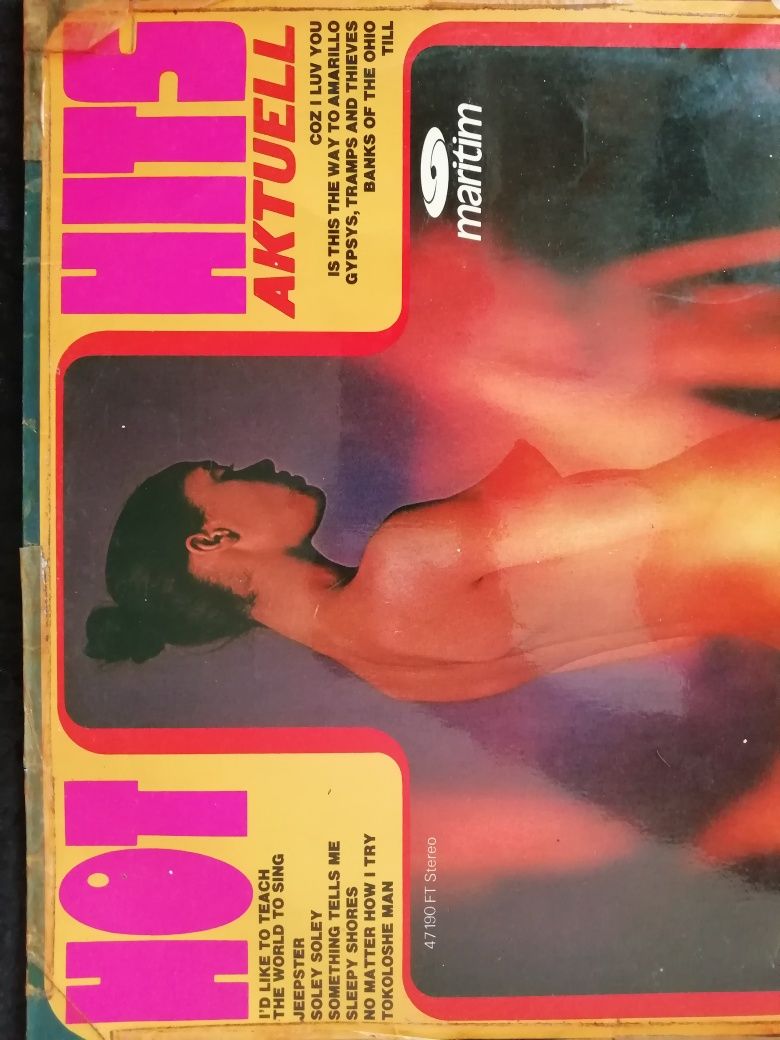 HOT HITS
AKTUELL
I'D LIKE TO TEACH
THE WORLD TO SING
JEEPSTER
SOLEY SOLEY
SOMETHING TELLS ME
SLEEPY SHORES
NO MATTER HOW I TRY
TOKOLOSHE MAN
COZ I LUV YOU
IS THIS THE WAY TO AMARILLO
GYPSYS, TRAMPS AND THIEVES
BANKS OF THE OHIO
TILL
47190 FT Stereo
maritim